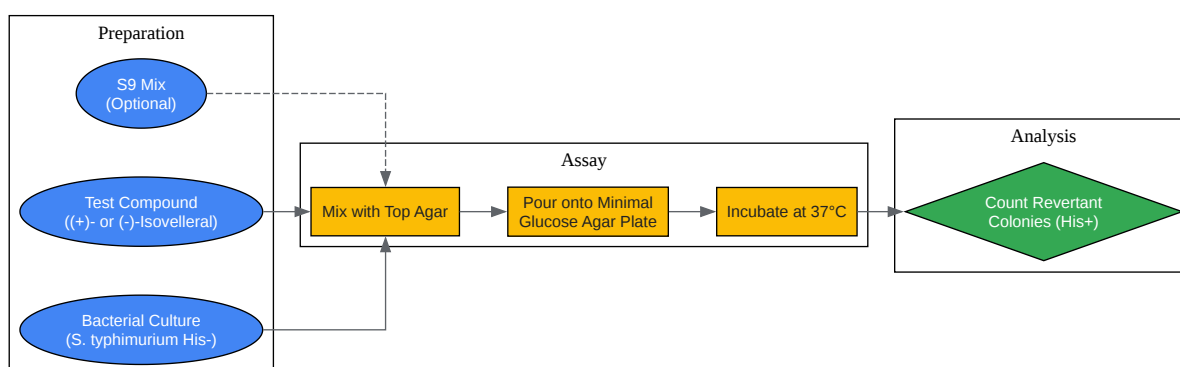 Preparation
S9 Mix
(Optional)
Test Compound
((+)- or (-)-Isovelleral)
Bacterial Culture
(S. typhimurium His-)
Assay
Mix with Top Agar
Pour onto Minimal
Glucose Agar Plate
Incubate at 37°C
Analysis
Count Revertant
Colonies (His+)